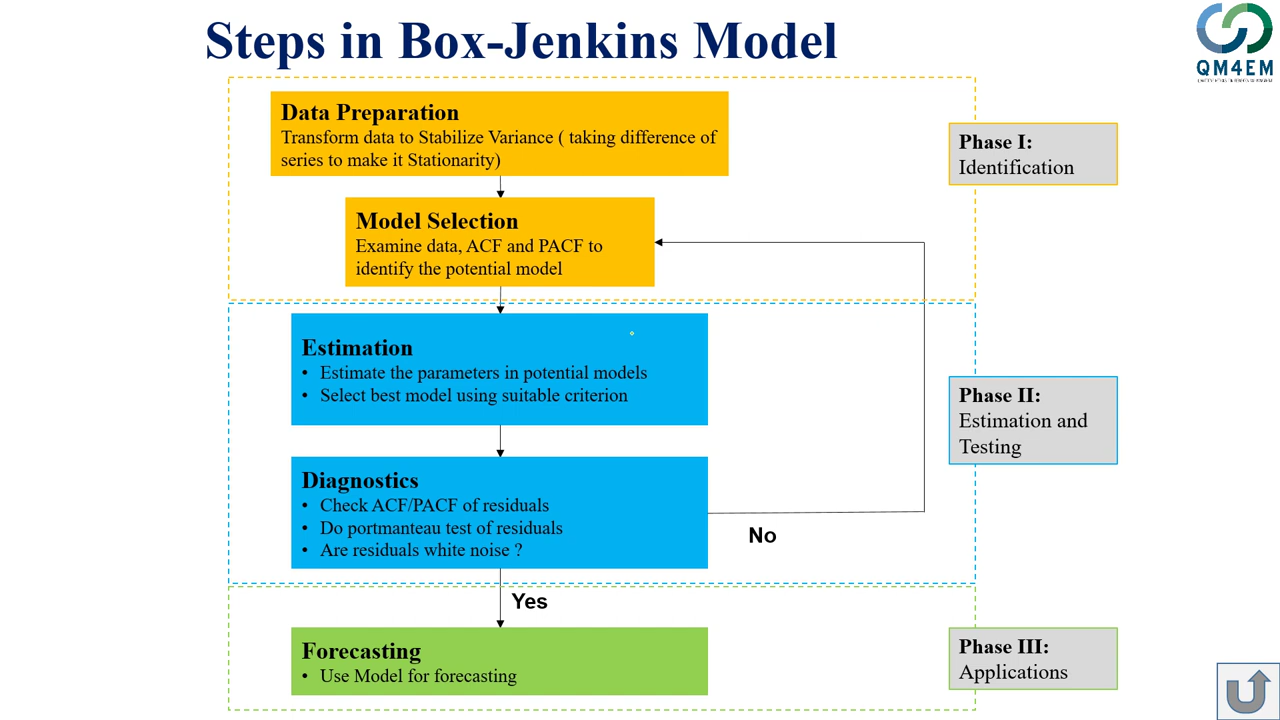 Steps in Box-Jenkins Model
QM4EM
Data Preparation
Transform data to Stabilize Variance ( taking difference of
series to make it Stationarity)
Phase I:
Identification
Model Selection
Examine data, ACF and PACF to
identify the potential model
Estimation
• Estimate the parameters in potential models
• Select best model using suitable criterion
Phase II:
Estimation and
Testing
Diagnostics
• Check ACF/PACF of residuals
• Do portmanteau test of residuals
• Are residuals white noise ?
No
Yes
Forecasting
• Use Model for forecasting
Phase III:
Applications